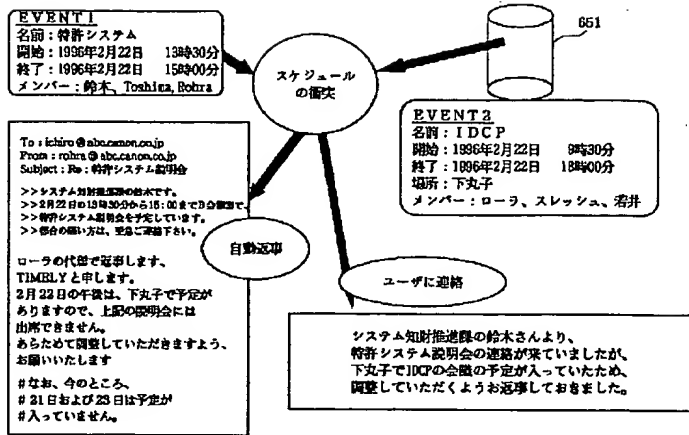 EVENT1
名前：特許システム
開始：1996年2月22日　13時30分
終了：1996年2月22日　15時00分
メンバー：鈴木、Toshima,Rohra
スケジュール
の衝突
651
EVENT2
名前：IDCP
開始：1996年2月22日　9時30分
終了：1996年2月22日　18時00分
場所：下丸子
メンバー：ローラ、スレッシュ、若井
To : ichiro@abc.canon.co.jp
From : rohra@abc.canon.co.jp
Subject : Re : 特許システム説明会
>>システム知財推進課の鈴木です。
>>2月22日の13時30分から15:00までB会議室で、
>>特許システム説明会を予定しています。
>>都合の悪い方は、至急ご連絡下さい。
ローラの代理で返事します、
TIMELYと申します。
2月22日の午後は、下丸子で予定が
ありますので、上記の説明会には
出席できません。
あらためて調整していただきますよう、
お願いいたします
#なお、今のところ、
#21日および23日は予定が
#入っていません。
自動返事
ユーザに連絡
システム知財推進課の鈴木さんより、
特許システム説明会の連絡が来ていましたが、
下丸子でIDCPの会議の予定が入っていたため、
調整していただくようお返事しておきました。